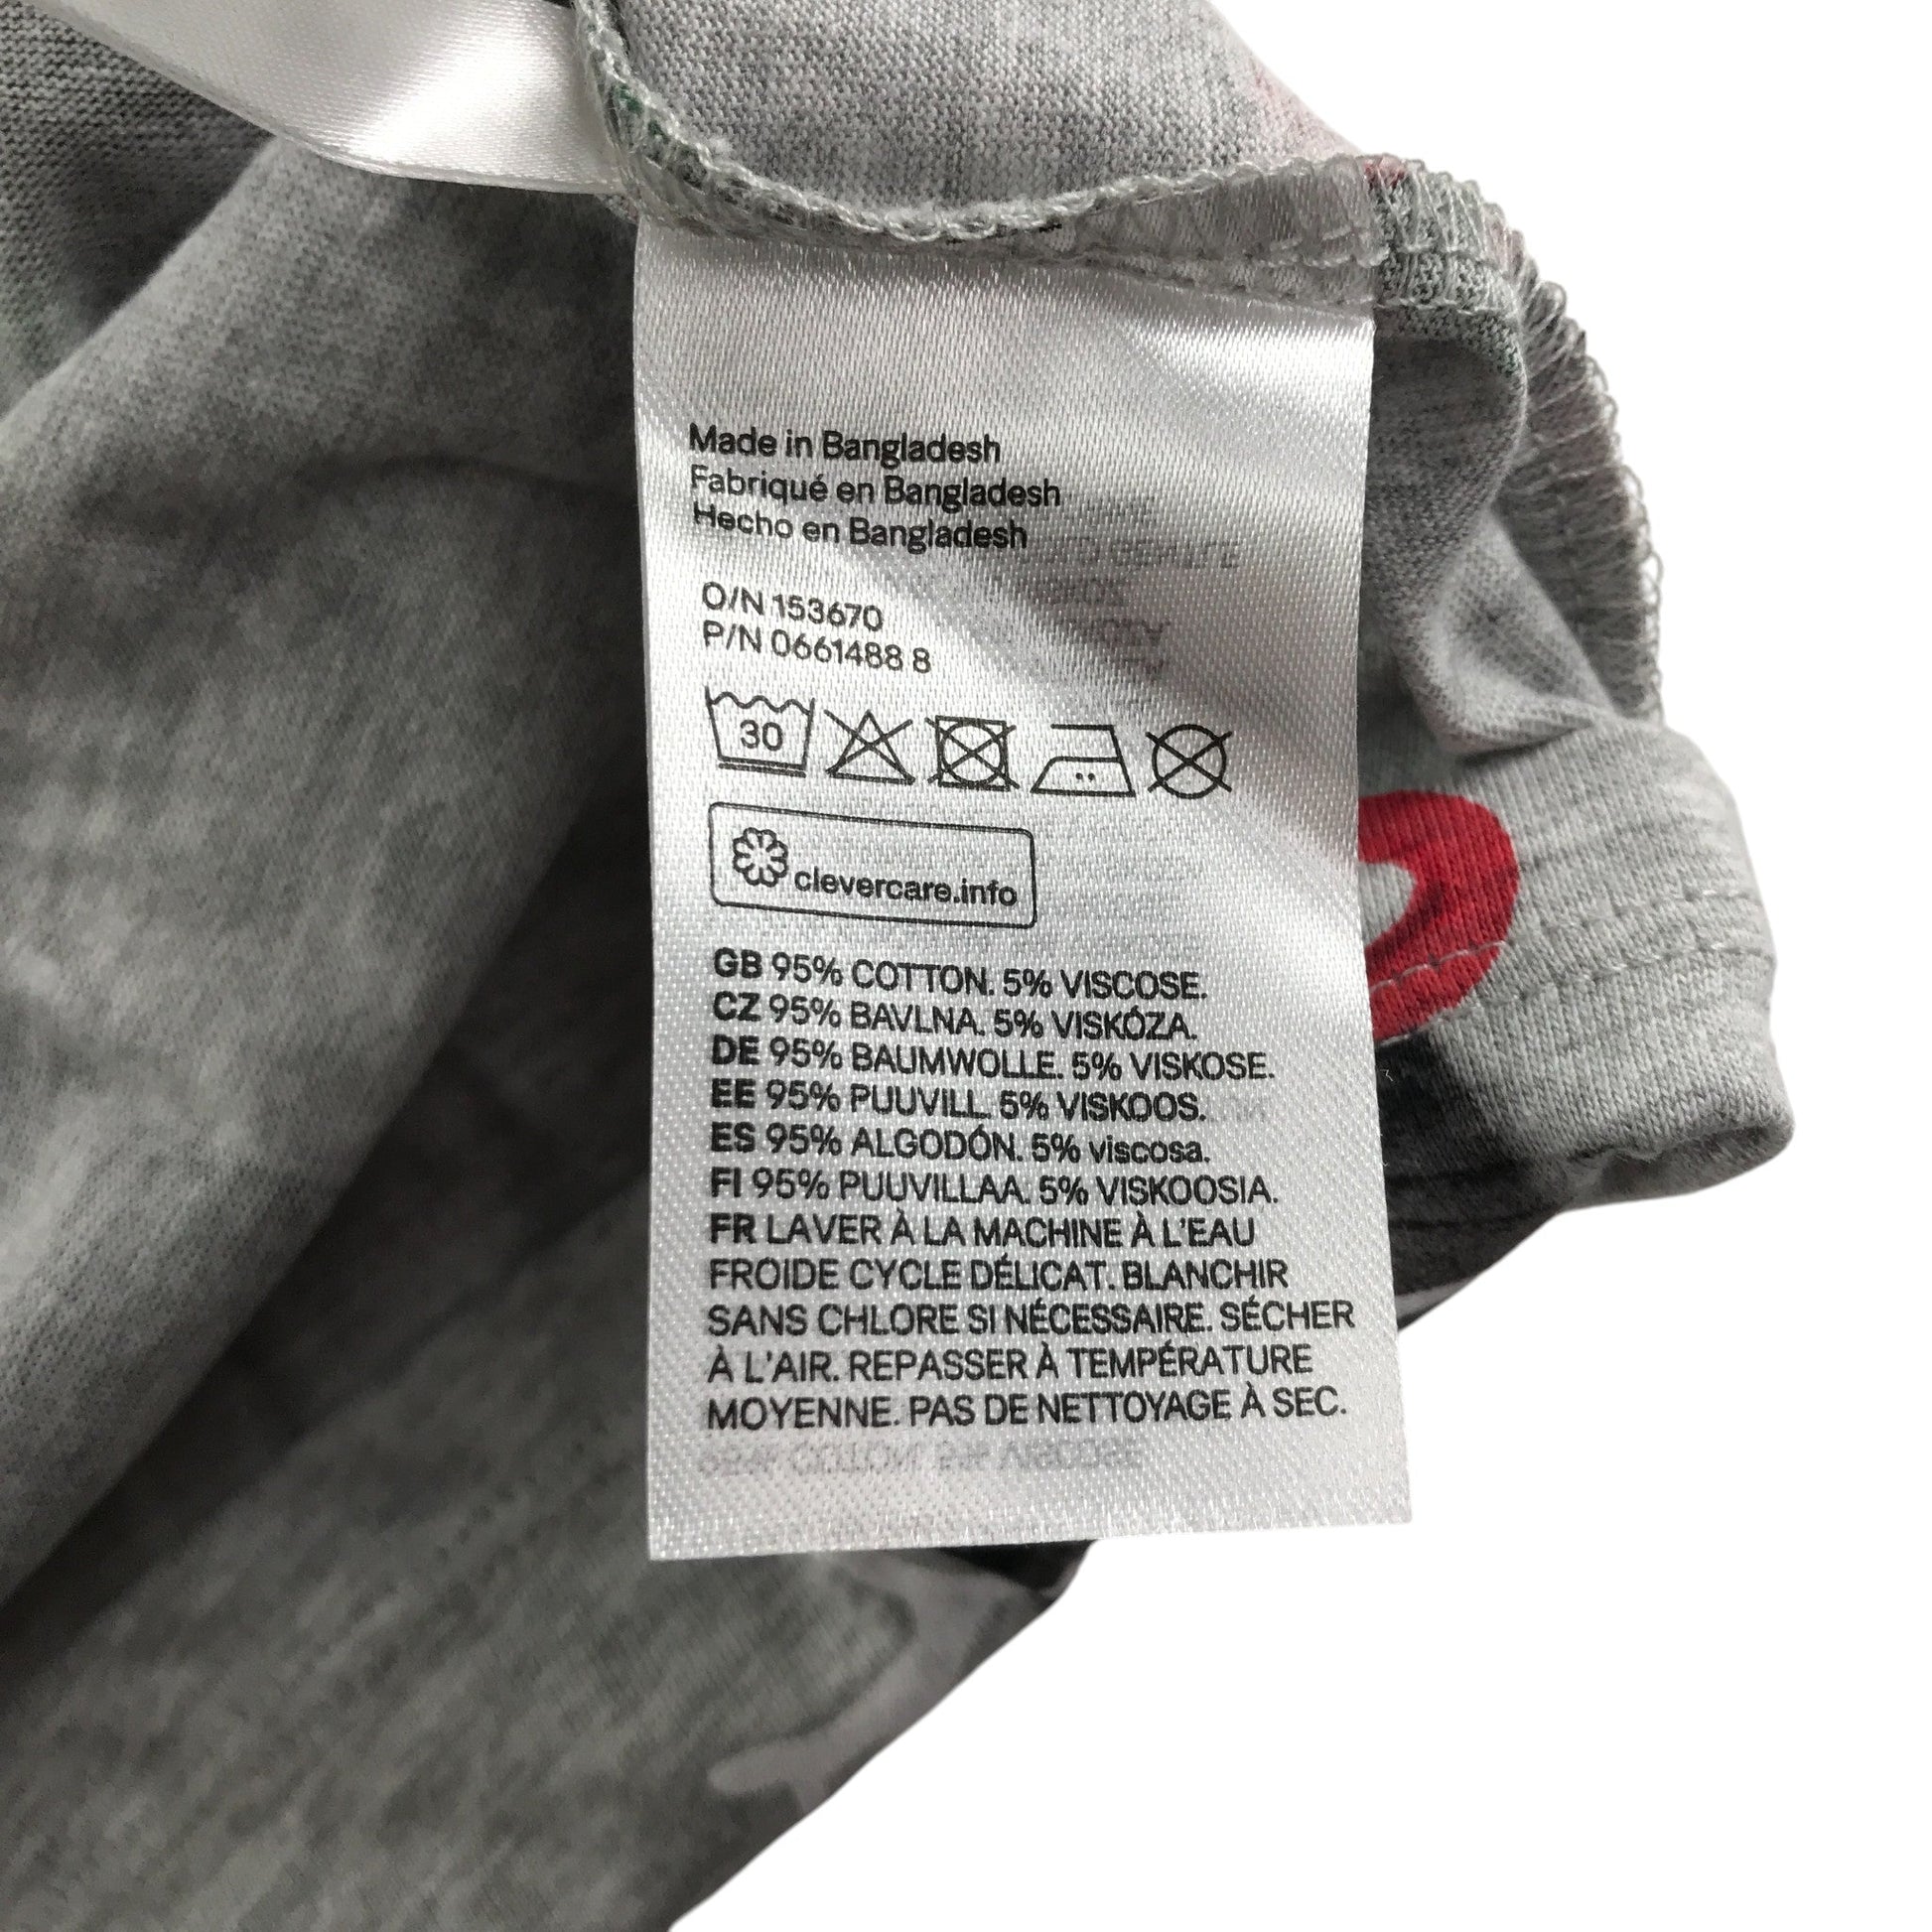 Made in Bangladesh
Fabriqué en Bangladesh
Hecho en Bangladesh
O/N 153670
P/N 0661488 8
30
clevercare.info
GB 95% COTTON. 5% VISCOSE.
CZ 95% BAVLNA. 5% VISKÓZA.
DE 95% BAUMWOLLE. 5% VISKOSE.
EE 95% PUUVILL. 5% VISKOOS.
ES 95% ALGODÓN. 5% viscosa.
FI 95% PUUVILLAA. 5% VISKOOSIA.
FR LAVER À LA MACHINE À L'EAU
FROIDE CYCLE DÉLICAT. BLANCHIR
SANS CHLORE SI NÉCESSAIRE. SÉCHER
À L'AIR. REPASSER À TEMPÉRATURE
MOYENNE. PAS DE NETTOYAGE À SEC.